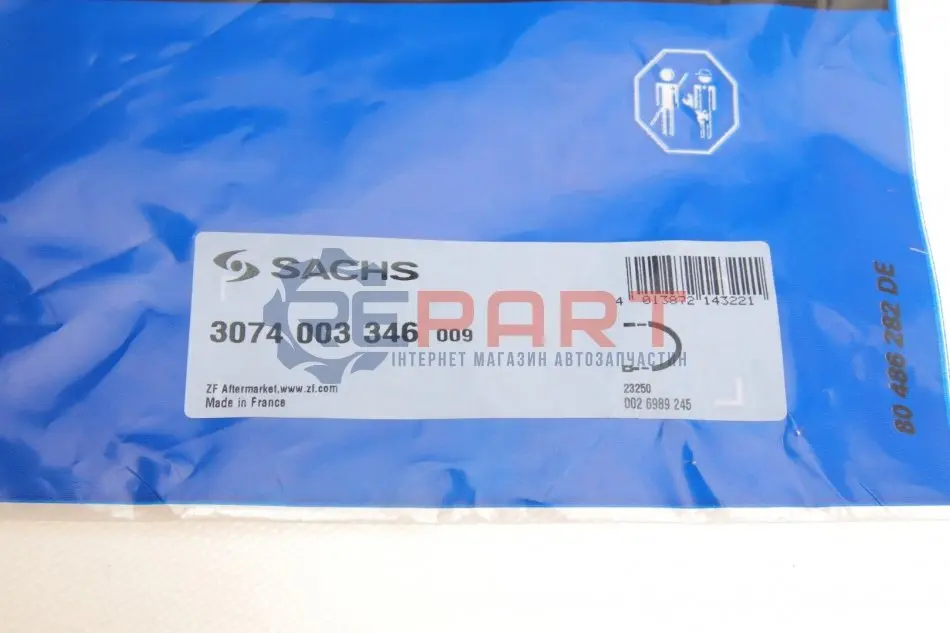 SACHS
4 013872 143221
3074 003 346 009
REPART
ІНТЕРНЕТ МАГАЗИН АВТОЗАПЧАСТИН
ZF Aftermarket.www.zf.com
Made in France
23250
002 6989 245
80 486 282 DE